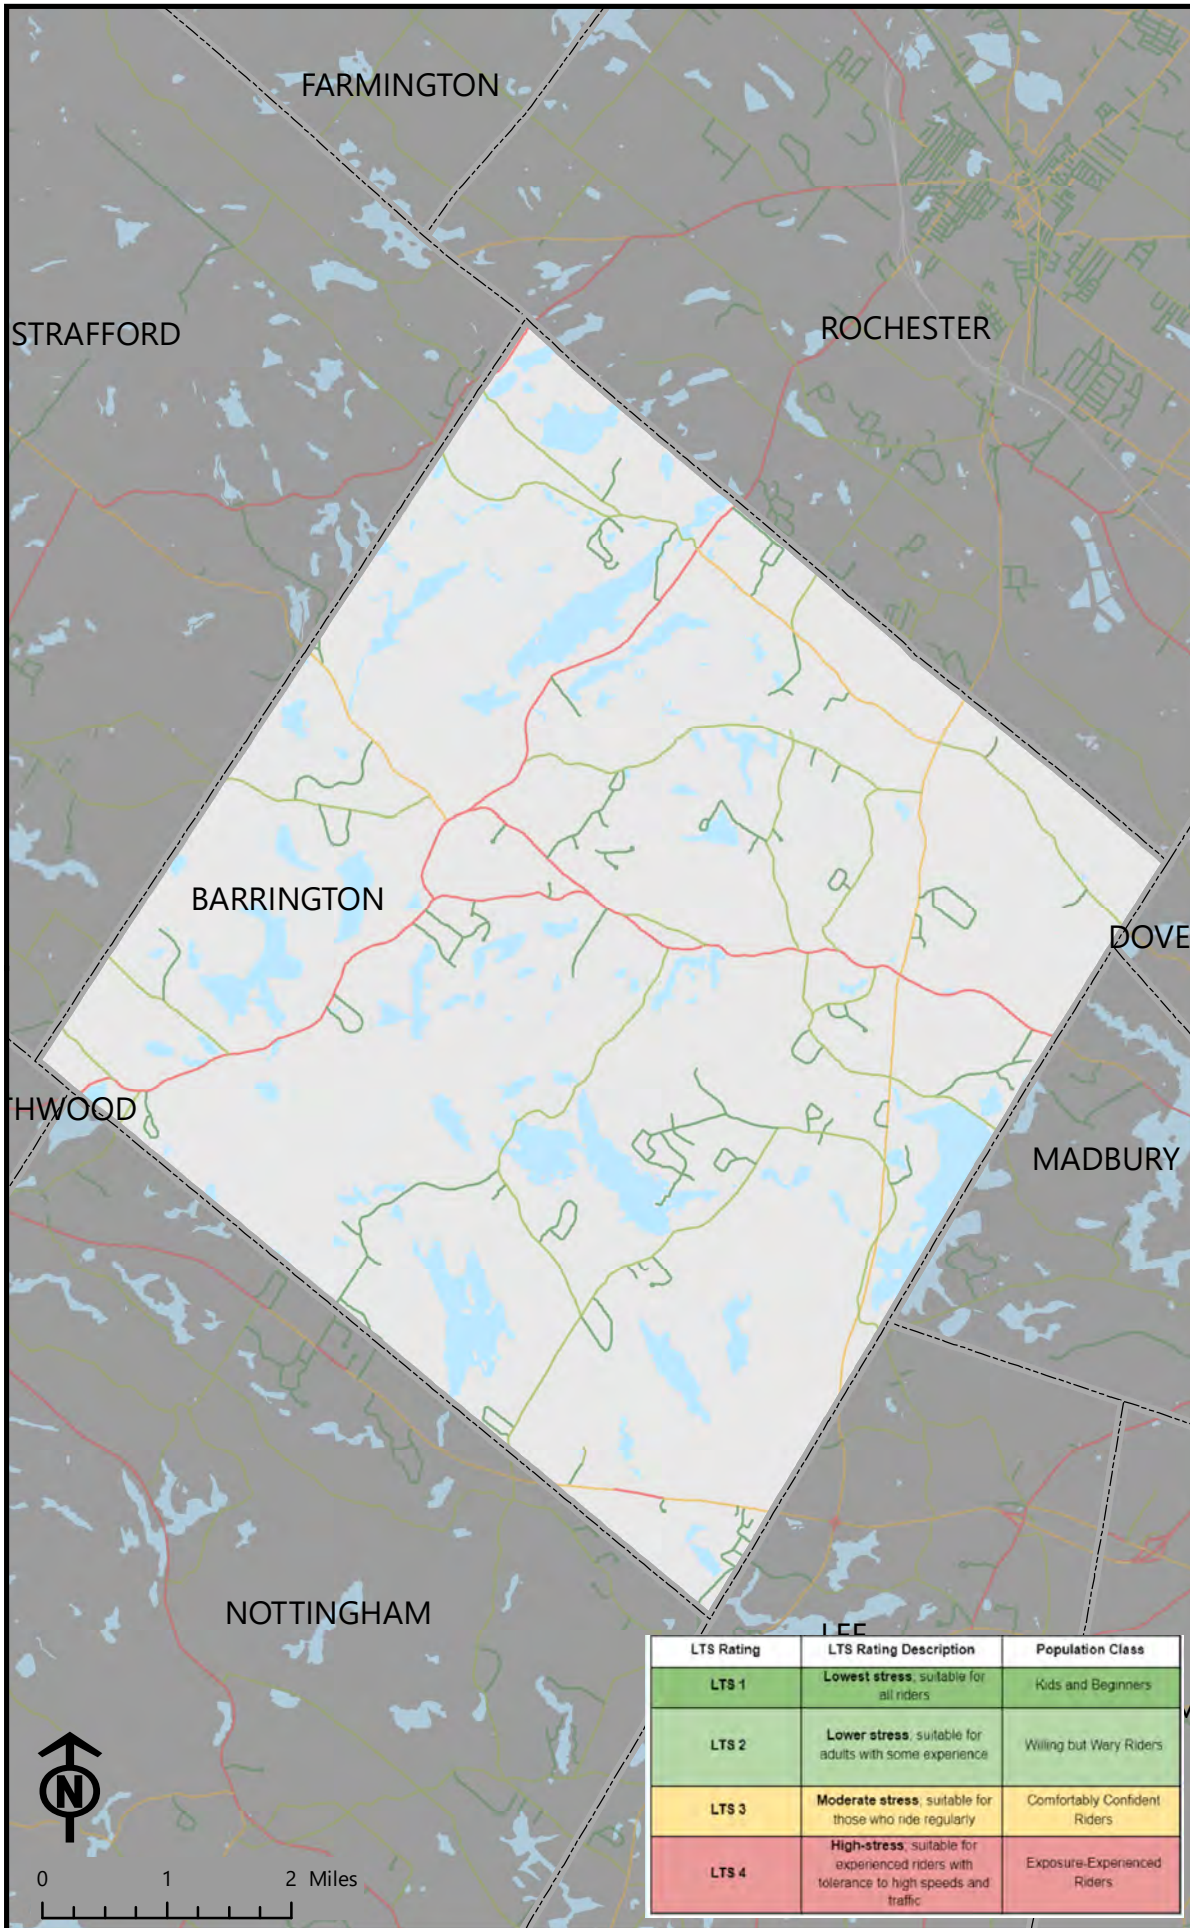 FARMINGTON
STRAFFORD
ROCHESTER
BARRINGTON
DOVE
THWOOD
MADBURY
NOTTINGHAM
LEE
LTS Rating LTS Rating Description Population Class
LTS 1 Lowest stress, suitable for all riders Kids and Beginners
LTS 2 Lower stress, suitable for adults with some experience Willing but Wary Riders
LTS 3 Moderate stress, suitable for those who ride regularly Comfortably Confident Riders
LTS 4 High-stress, suitable for experienced riders with tolerance to high speeds and traffic Exposure-Experienced Riders
N
0 1 2 Miles